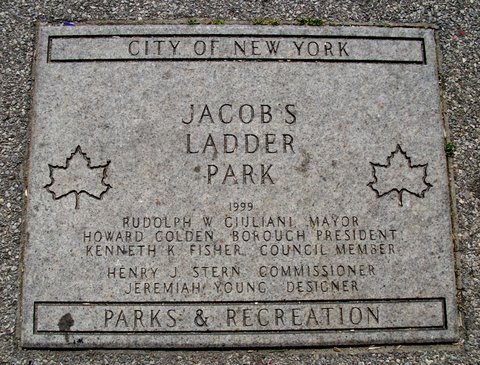 CITY OF NEW YORK
JACOB'S
LADDER
PARK
1999
RUDOLPH W GIULIANI MAYOR
HOWARD GOLDEN BOROUGH PRESIDENT
KENNETH K FISHER COUNCIL MEMBER
HENRY J STERN COMMISSIONER
JEREMIAH YOUNG DESIGNER
PARKS & RECREATION